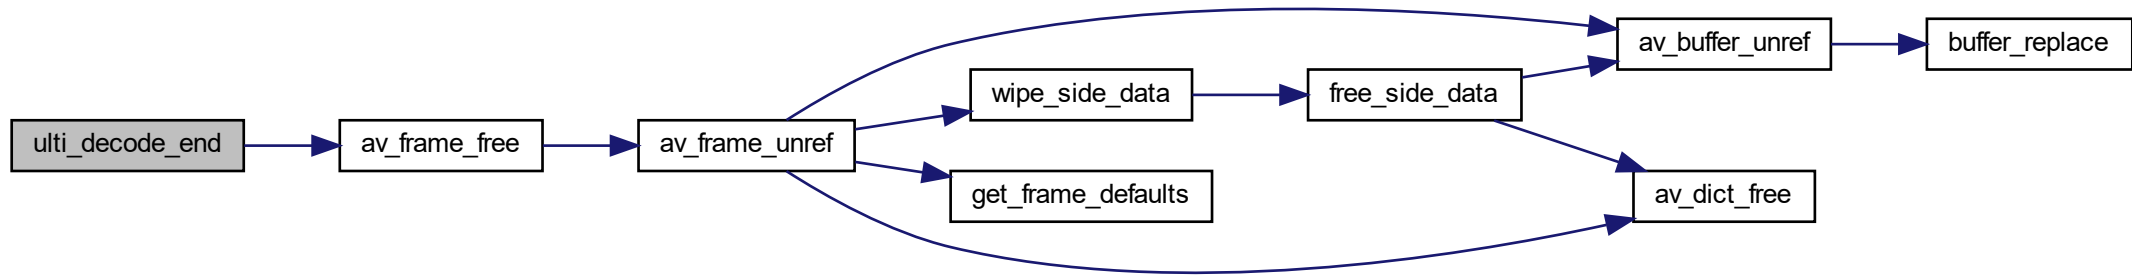 ulti_decode_end
av_frame_free
av_frame_unref
wipe_side_data
get_frame_defaults
free_side_data
av_buffer_unref
av_dict_free
buffer_replace